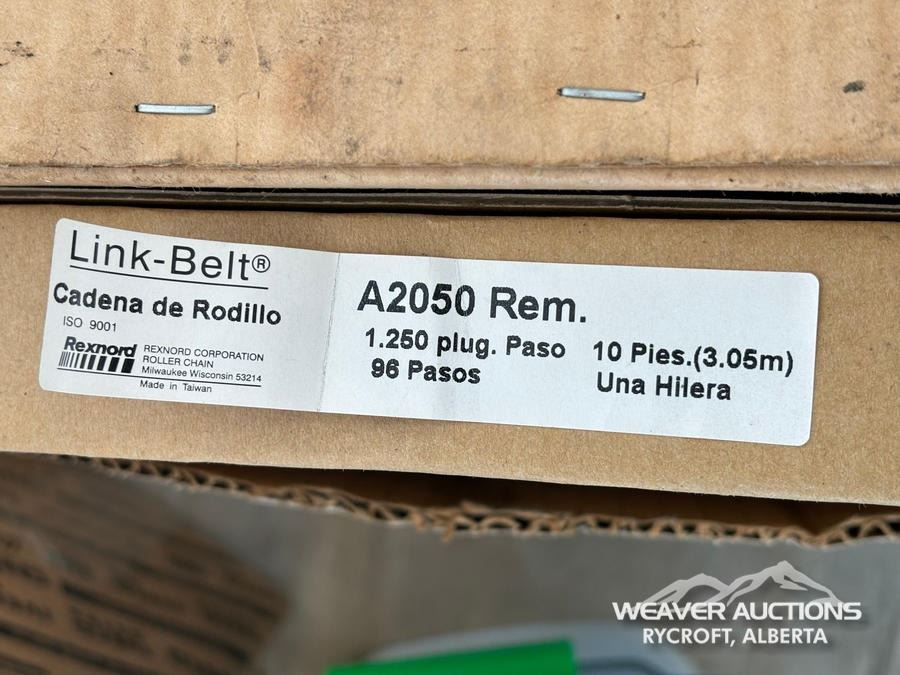 Link-Belt®
Cadena de Rodillo
ISO 9001
Rexnord
REXNORD CORPORATION
ROLLER CHAIN
Milwaukee Wisconsin 53214
Made in Taiwan
A2050 Rem.
1.250 plug. Paso
96 Pasos
10 Pies.(3.05m)
Una Hilera
WEAVER AUCTIONS
RYCROFT, ALBERTA